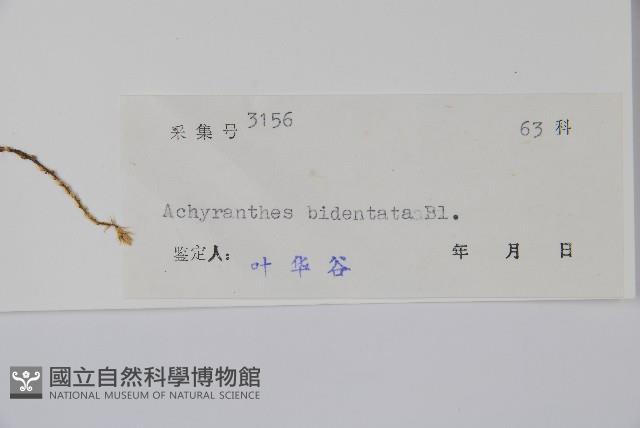 采集号 3156 63 科
Achyranthes bidentata Bl.
鉴定人: 叶华谷 年 月 日
國立自然科學博物館
NATIONAL MUSEUM OF NATURAL SCIENCE